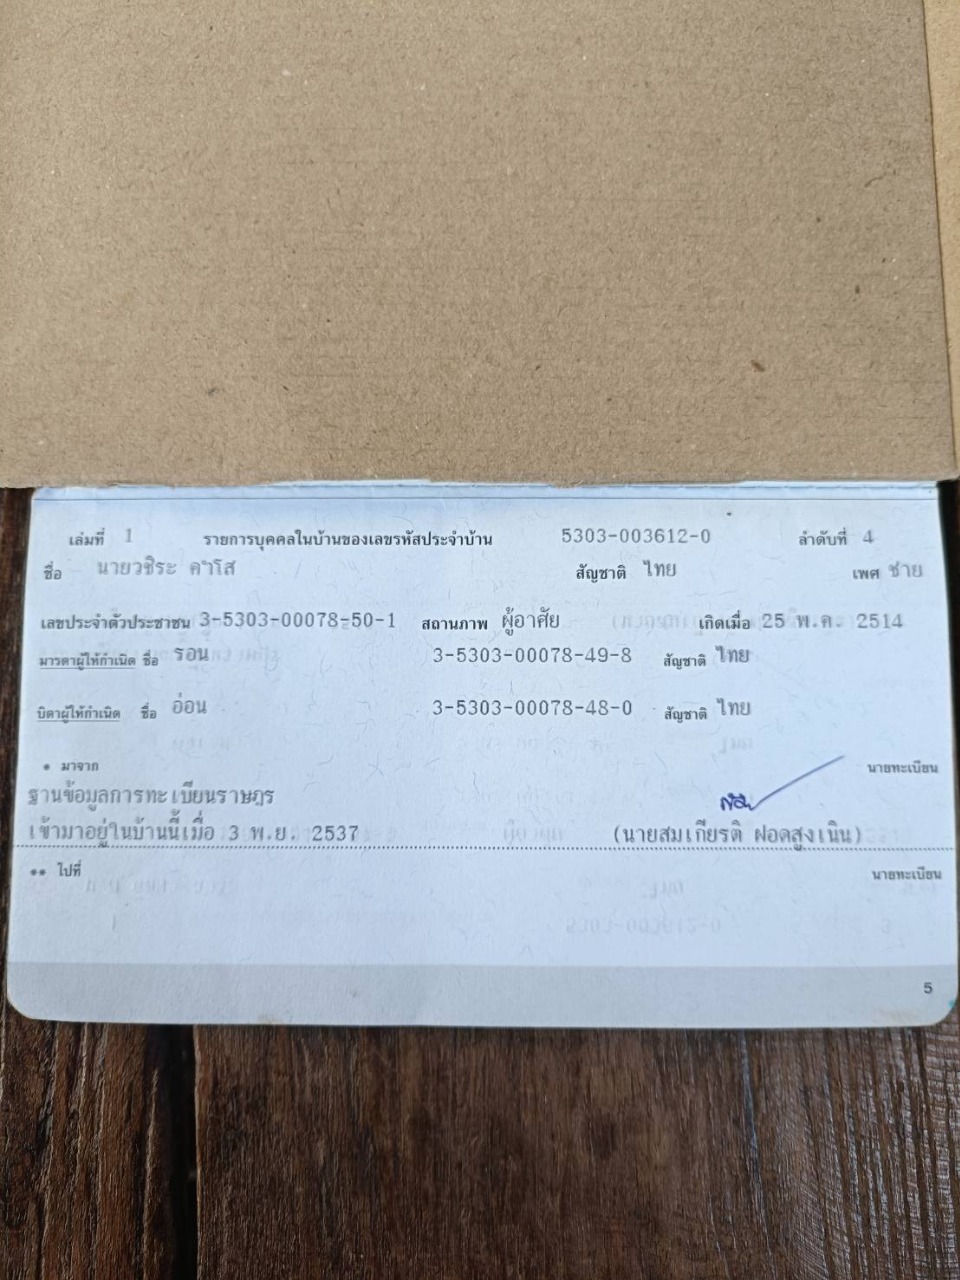 เล่มที่ 1 รายการบุคคลในบ้านของเลขรหัสประจำบ้าน 5303-003612-0 ลำดับที่ 4
ชื่อ นายวชิระ คำโส สัญชาติ ไทย เพศ ชาย
เลขประจำตัวประชาชน 3-5303-00078-50-1 สถานภาพ ผู้อาศัย เกิดเมื่อ 25 พ.ค. 2514
มารดาผู้ให้กำเนิด ชื่อ รอน 3-5303-00078-49-8 สัญชาติ ไทย
บิดาผู้ให้กำเนิด ชื่อ อ่อน 3-5303-00078-48-0 สัญชาติ ไทย
* มาจาก นายทะเบียน
ฐานข้อมูลการทะเบียนราษฎร
เข้ามาอยู่ในบ้านนี้เมื่อ 3 พ.ย. 2537 (นายสมเกียรติ ฝอดสูงเนิน)
** ไปที่ นายทะเบียน
5